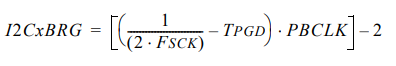 I2CxBRG = [(1/(2 · FSCK) – TPGD) · PBCLK] – 2